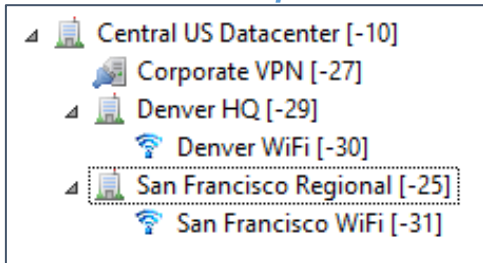 Central US Datacenter [-10]
Corporate VPN [-27]
Denver HQ [-29]
Denver WiFi [-30]
San Francisco Regional [-25]
San Francisco WiFi [-31]